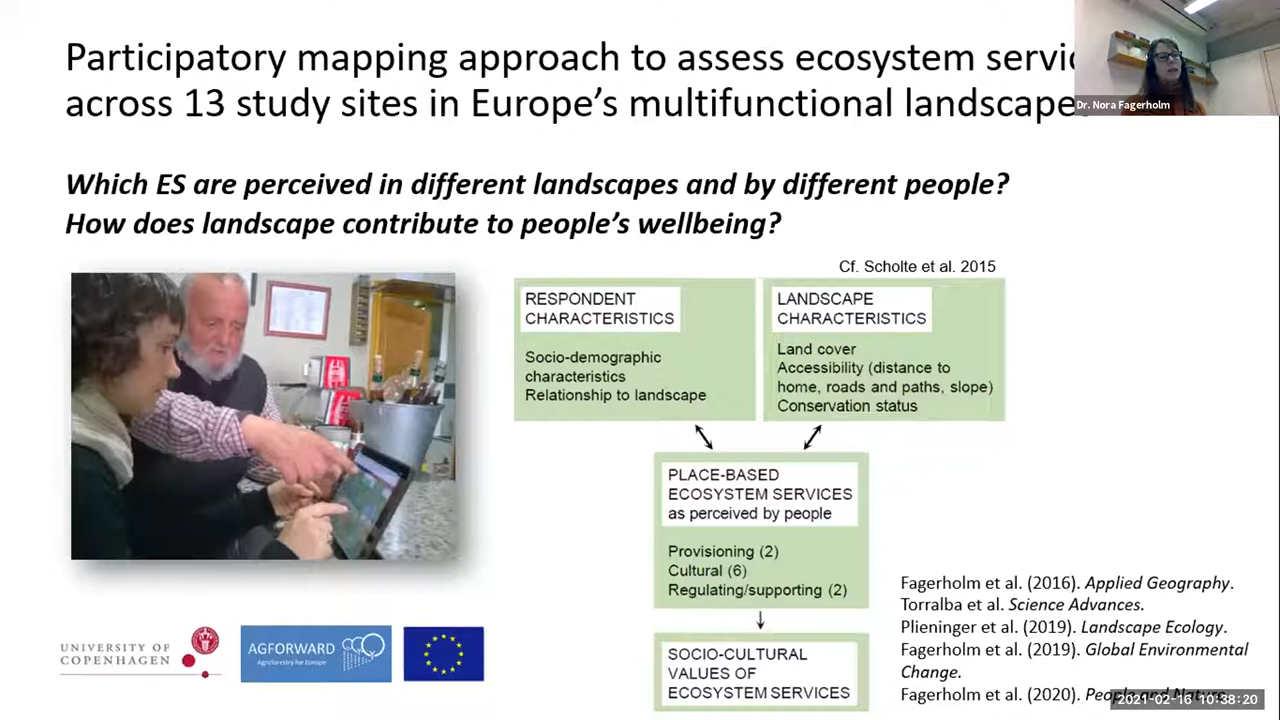 Participatory mapping approach to assess ecosystem servic
across 13 study sites in Europe's multifunctional landscapes
Dr. Nora Fagerholm
Which ES are perceived in different landscapes and by different people?
How does landscape contribute to people's wellbeing?
Cf. Scholte et al. 2015
RESPONDENT
CHARACTERISTICS
Socio-demographic
characteristics
Relationship to landscape
LANDSCAPE
CHARACTERISTICS
Land cover
Accessibility (distance to
home, roads and paths, slope)
Conservation status
PLACE-BASED
ECOSYSTEM SERVICES
as perceived by people
Provisioning (2)
Cultural (6)
Regulating/supporting (2)
SOCIO-CULTURAL
VALUES OF
ECOSYSTEM SERVICES
Fagerholm et al. (2016). Applied Geography.
Torralba et al. Science Advances.
Plieninger et al. (2019). Landscape Ecology.
Fagerholm et al. (2019). Global Environmental
Change.
Fagerholm et al. (2020). People and Nature.
2021-02-16 10:38:20
UNIVERSITY OF
COPENHAGEN
AGFORWARD
Agroforestry for Europe